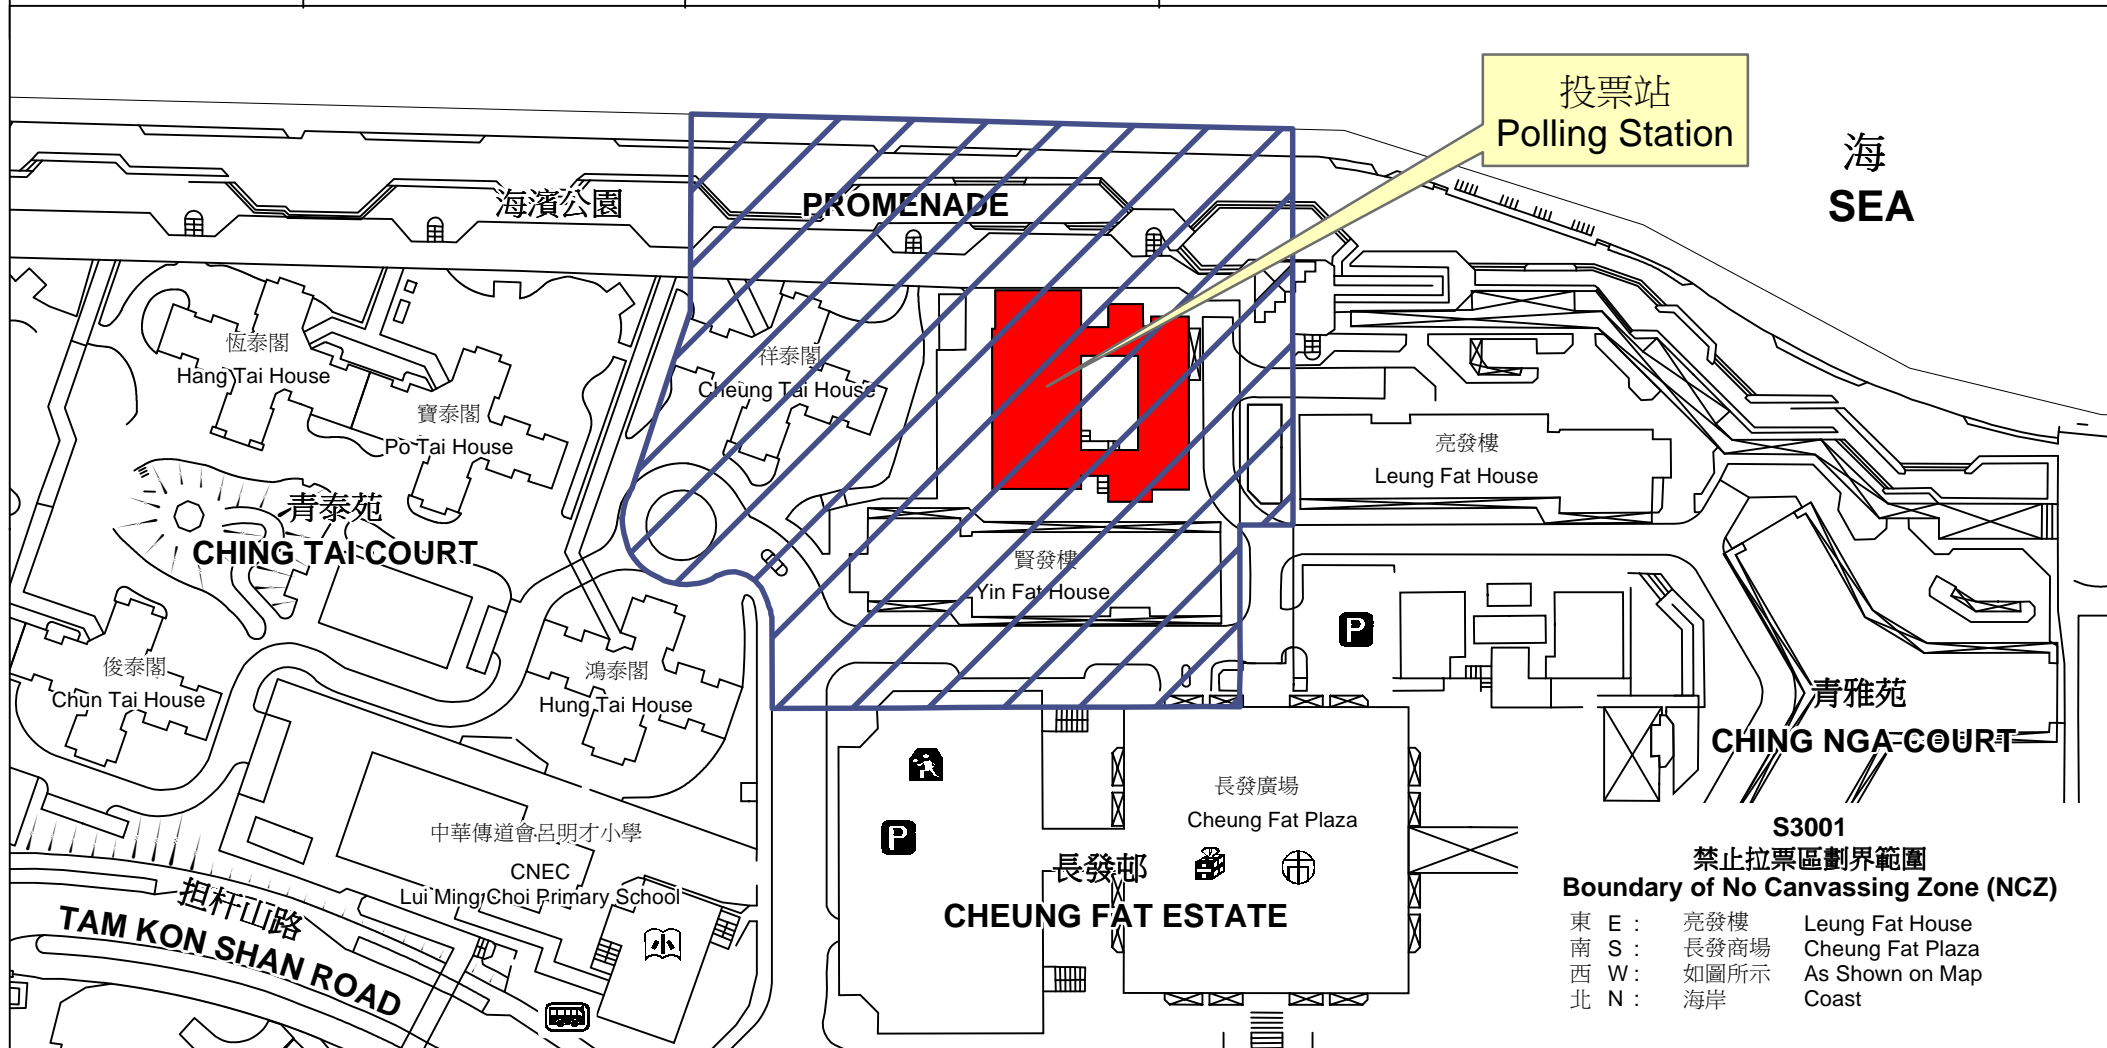 投票站
Polling Station
海
SEA
海濱公園
PROMENADE
恆泰閣
Hang Tai House
祥泰閣
Cheung Tai House
寶泰閣
Po Tai House
亮發樓
Leung Fat House
青泰苑
CHING TAI COURT
賢發樓
Yin Fat House
P
俊泰閣
Chun Tai House
鴻泰閣
Hung Tai House
青雅苑
CHING NGA COURT
長發廣場
Cheung Fat Plaza
P
市
中華傳道會呂明才小學
CNEC
Lui Ming Choi Primary School
小
長發邨
CHEUNG FAT ESTATE
担杆山路
TAM KON SHAN ROAD
S3001
禁止拉票區劃界範圍
Boundary of No Canvassing Zone (NCZ)
東 E : 亮發樓 Leung Fat House
南 S : 長發商場 Cheung Fat Plaza
西 W : 如圖所示 As Shown on Map
北 N : 海岸 Coast